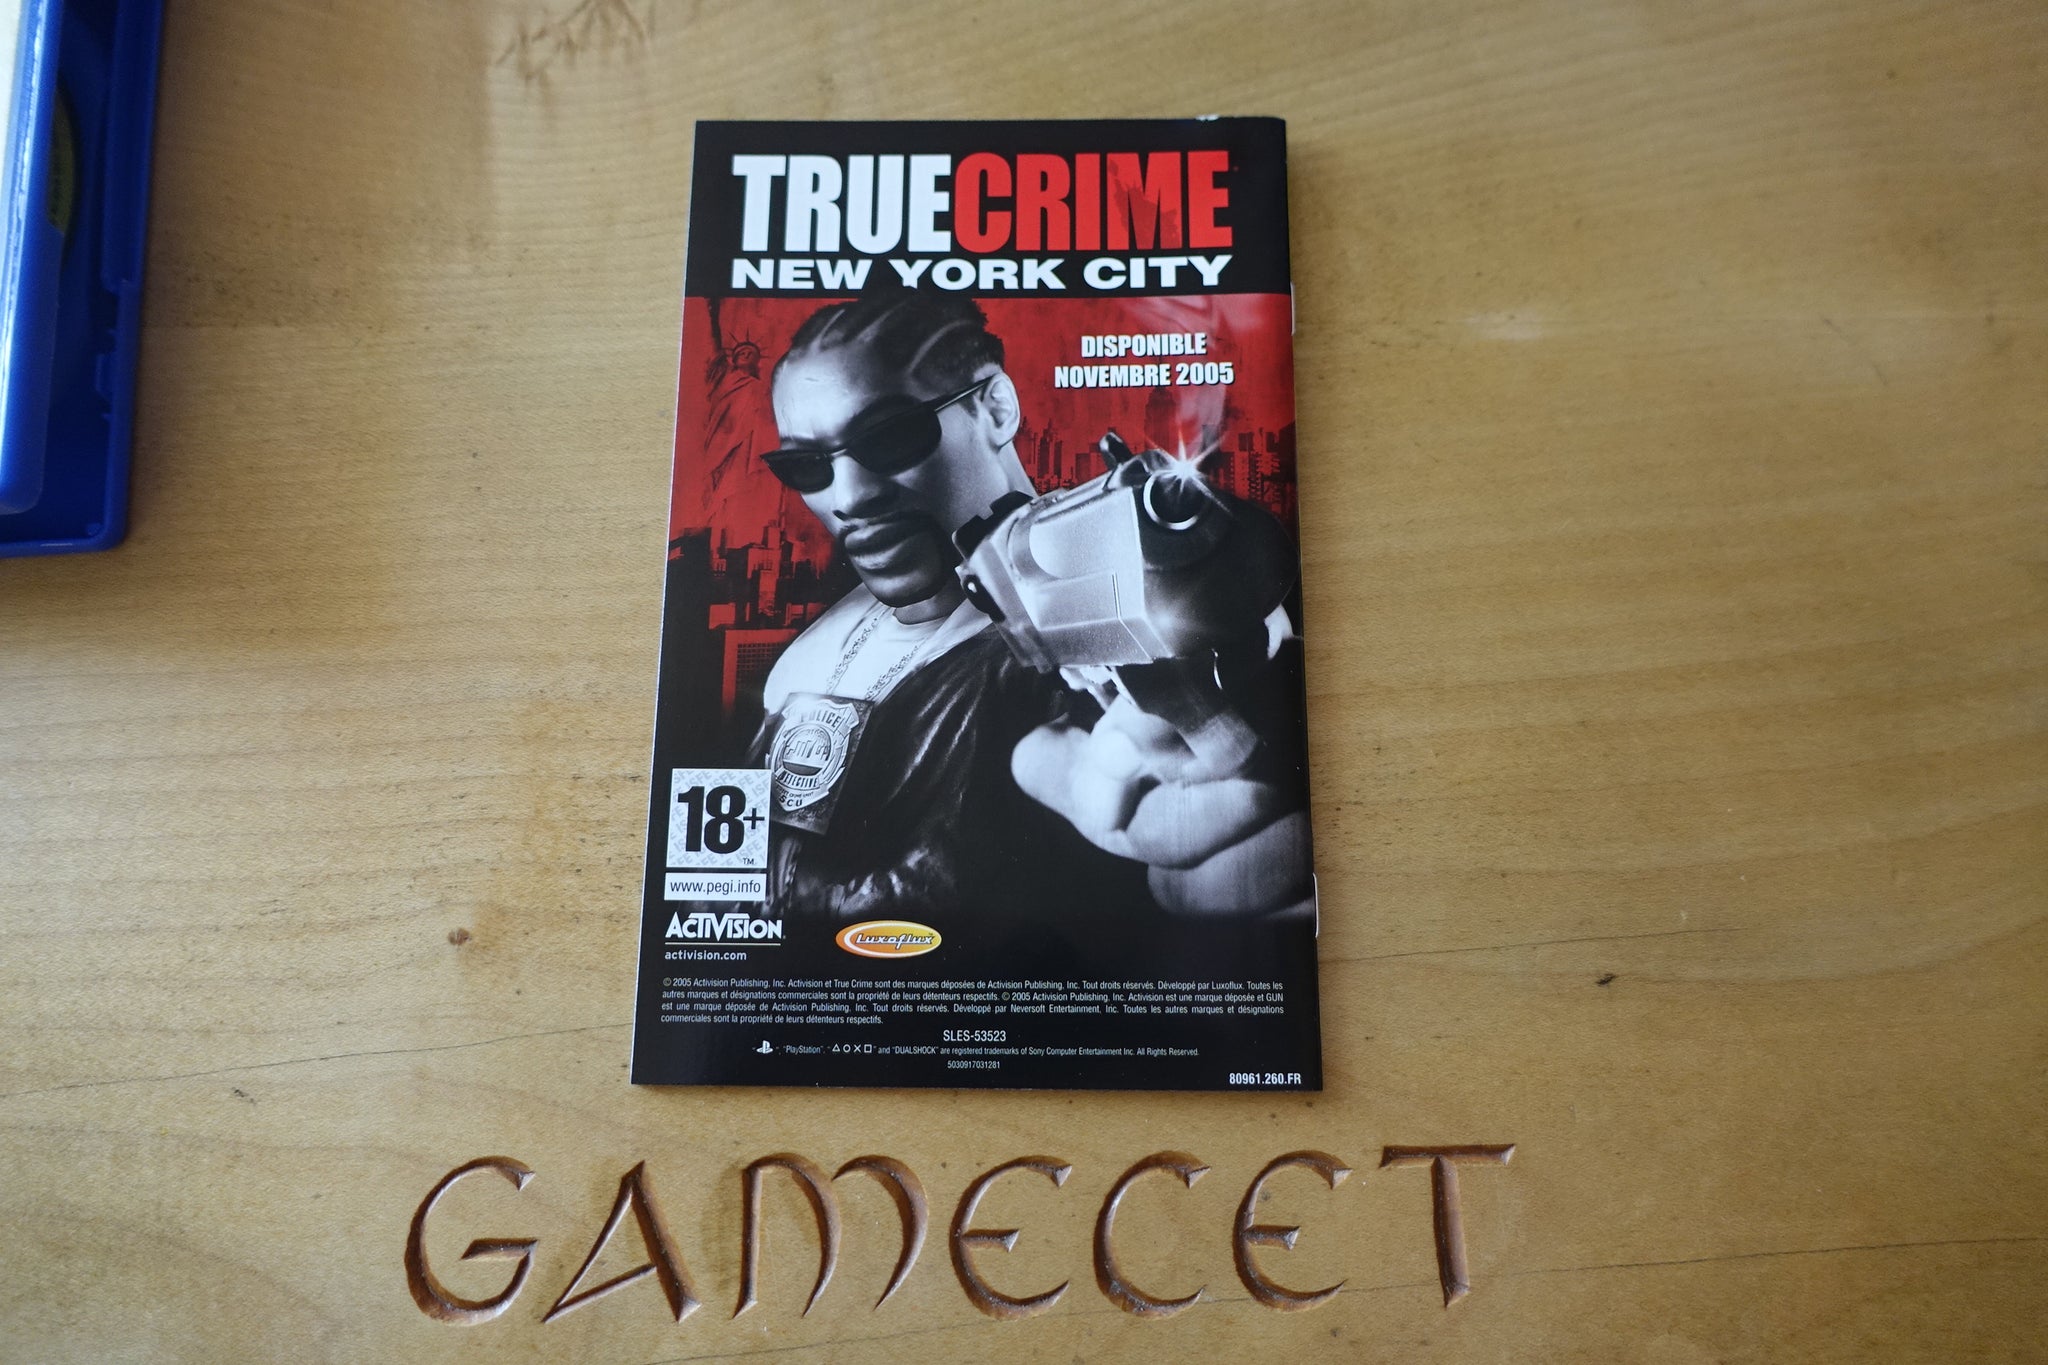 TRUECRIME
NEW YORK CITY
DISPONIBLE
NOVEMBRE 2005
POLICE
DETECTIVE
SCU
18+
TM
www.pegi.info
ACTIVISION
activision.com
Luxoflux
© 2005 Activision Publishing, Inc. Activision et True Crime sont des marques déposées de Activision Publishing, Inc. Tout droits réservés. Développé par Luxoflux. Toutes les
autres marques et désignations commerciales sont la propriété de leurs détenteurs respectifs. © 2005 Activision Publishing, Inc. Activision est une marque déposée et GUN
est une marque déposée de Activision Publishing, Inc. Tout droits réservés. Développé par Neversoft Entertainment, Inc. Toutes les autres marques et désignations
commerciales sont la propriété de leurs détenteurs respectifs.
SLES-53523
"PlayStation", "△○✕□" and "DUALSHOCK" are registered trademarks of Sony Computer Entertainment Inc. All Rights Reserved.
5030917031281
80961.260.FR
GAMECET